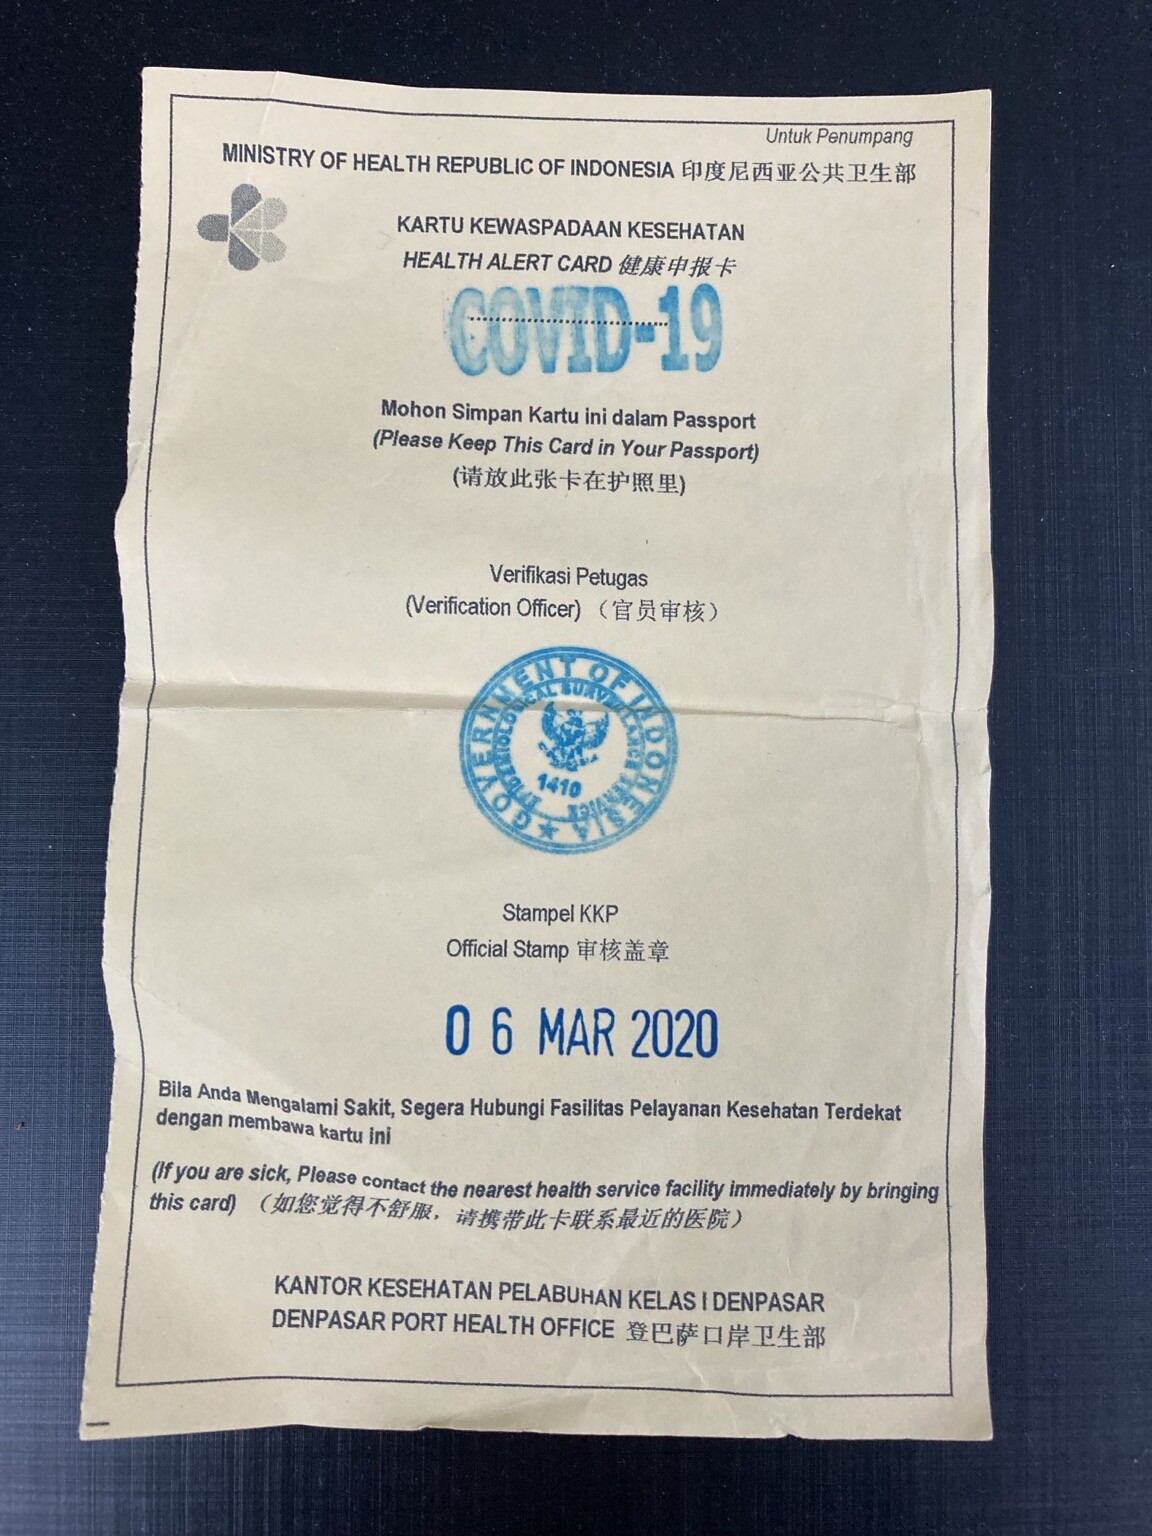 Untuk Penumpang
MINISTRY OF HEALTH REPUBLIC OF INDONESIA 印度尼西亚公共卫生部
KARTU KEWASPADAAN KESEHATAN
HEALTH ALERT CARD 健康申报卡
COVID-19
Mohon Simpan Kartu ini dalam Passport
(Please Keep This Card in Your Passport)
(请放此张卡在护照里)
Verifikasi Petugas
(Verification Officer) （官员审核）
GOVERNMENT OF INDONESIA
EPIDEMIOLOGICAL SURVEILLANCE SERVICE
1410
Stampel KKP
Official Stamp 审核盖章
06 MAR 2020
Bila Anda Mengalami Sakit, Segera Hubungi Fasilitas Pelayanan Kesehatan Terdekat
dengan membawa kartu ini
(If you are sick, Please contact the nearest health service facility immediately by bringing
this card) （如您觉得不舒服，请携带此卡联系最近的医院）
KANTOR KESEHATAN PELABUHAN KELAS I DENPASAR
DENPASAR PORT HEALTH OFFICE 登巴萨口岸卫生部